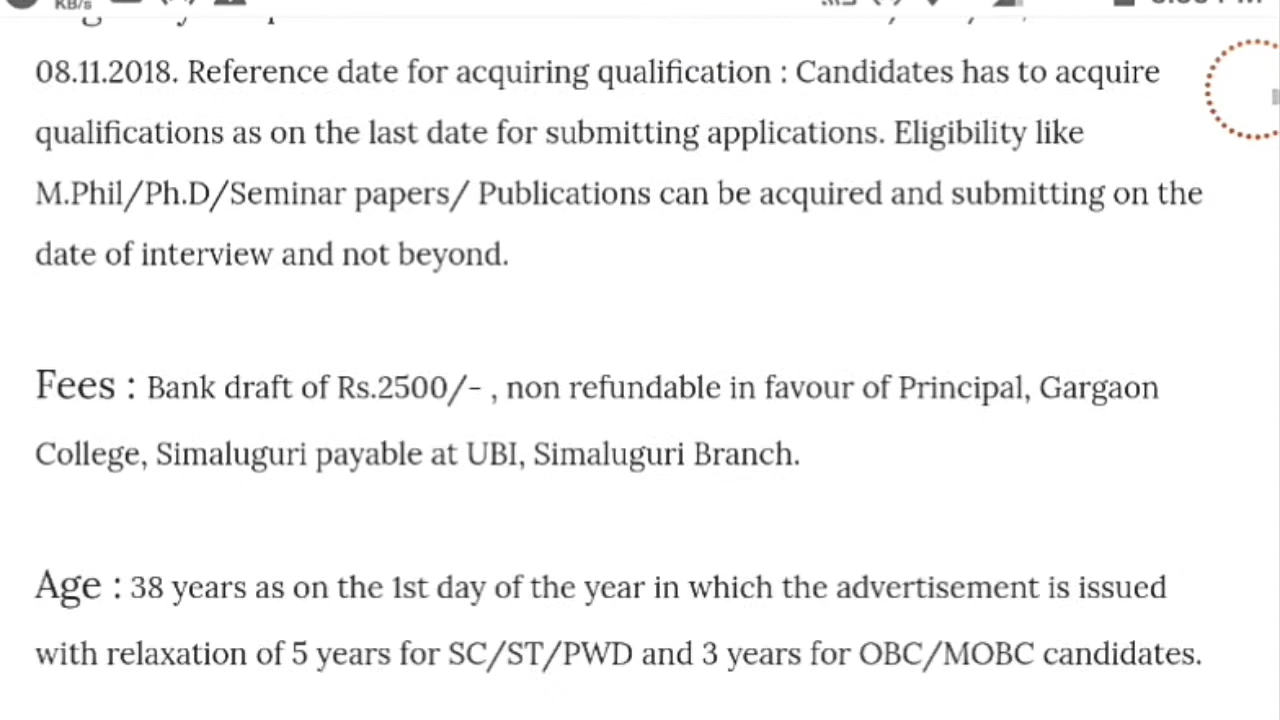 KB/s
08.11.2018. Reference date for acquiring qualification : Candidates has to acquire
qualifications as on the last date for submitting applications. Eligibility like
M.Phil/Ph.D/Seminar papers/ Publications can be acquired and submitting on the
date of interview and not beyond.
Fees : Bank draft of Rs.2500/- , non refundable in favour of Principal, Gargaon
College, Simaluguri payable at UBI, Simaluguri Branch.
Age : 38 years as on the 1st day of the year in which the advertisement is issued
with relaxation of 5 years for SC/ST/PWD and 3 years for OBC/MOBC candidates.